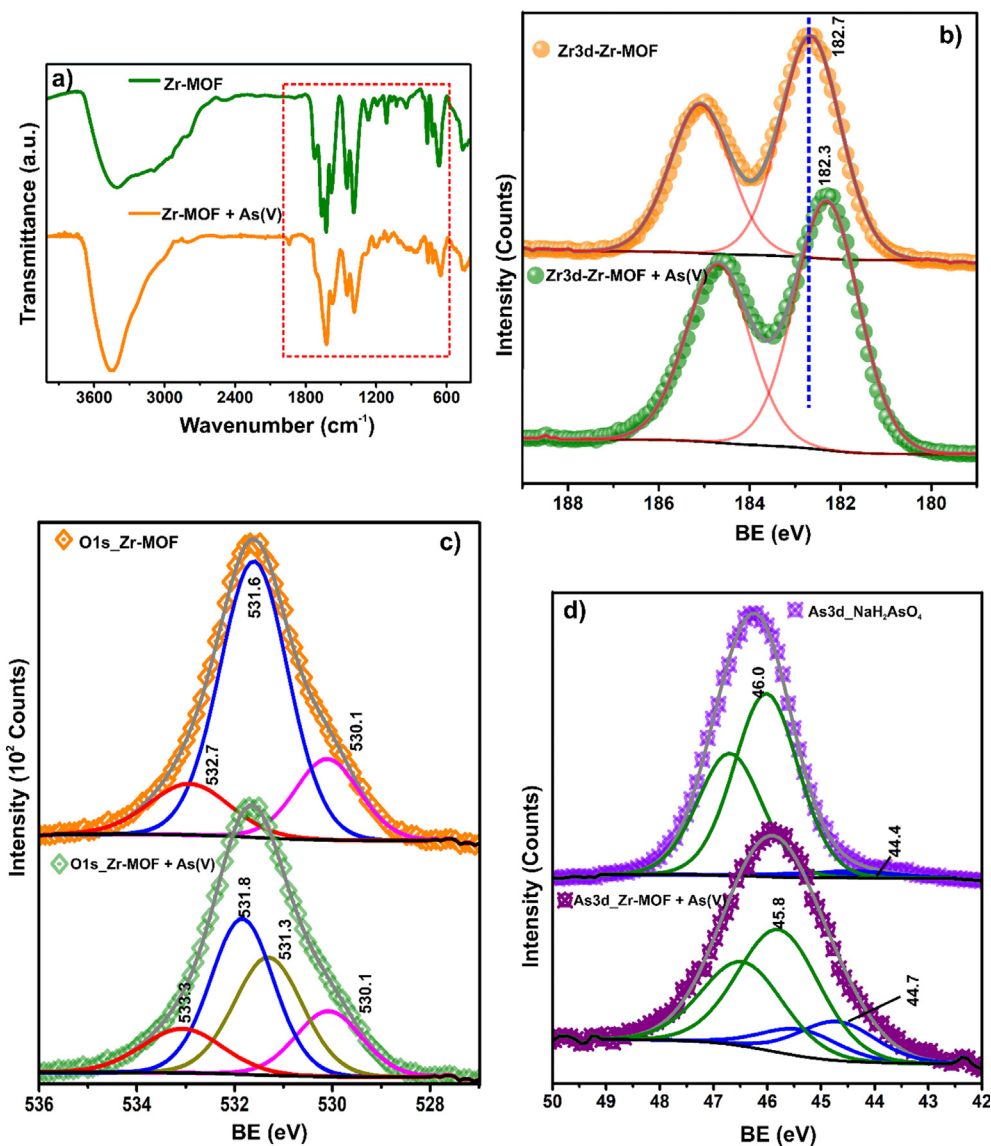 a)
Zr-MOF
Zr-MOF + As(V)
Transmittance (a.u.)
3600 3000 2400 1800 1200 600
Wavenumber (cm⁻¹)
b)
Zr3d-Zr-MOF
182.7
182.3
Zr3d-Zr-MOF + As(V)
Intensity (Counts)
188 186 184 182 180
BE (eV)
c)
O1s_Zr-MOF
531.6
532.7
530.1
O1s_Zr-MOF + As(V)
531.8
531.3
533.3
530.1
Intensity (10² Counts)
536 534 532 530 528
BE (eV)
d)
As3d_NaH₂AsO₄
46.0
44.4
As3d_Zr-MOF + As(V)
45.8
44.7
Intensity (Counts)
50 49 48 47 46 45 44 43 42
BE (eV)